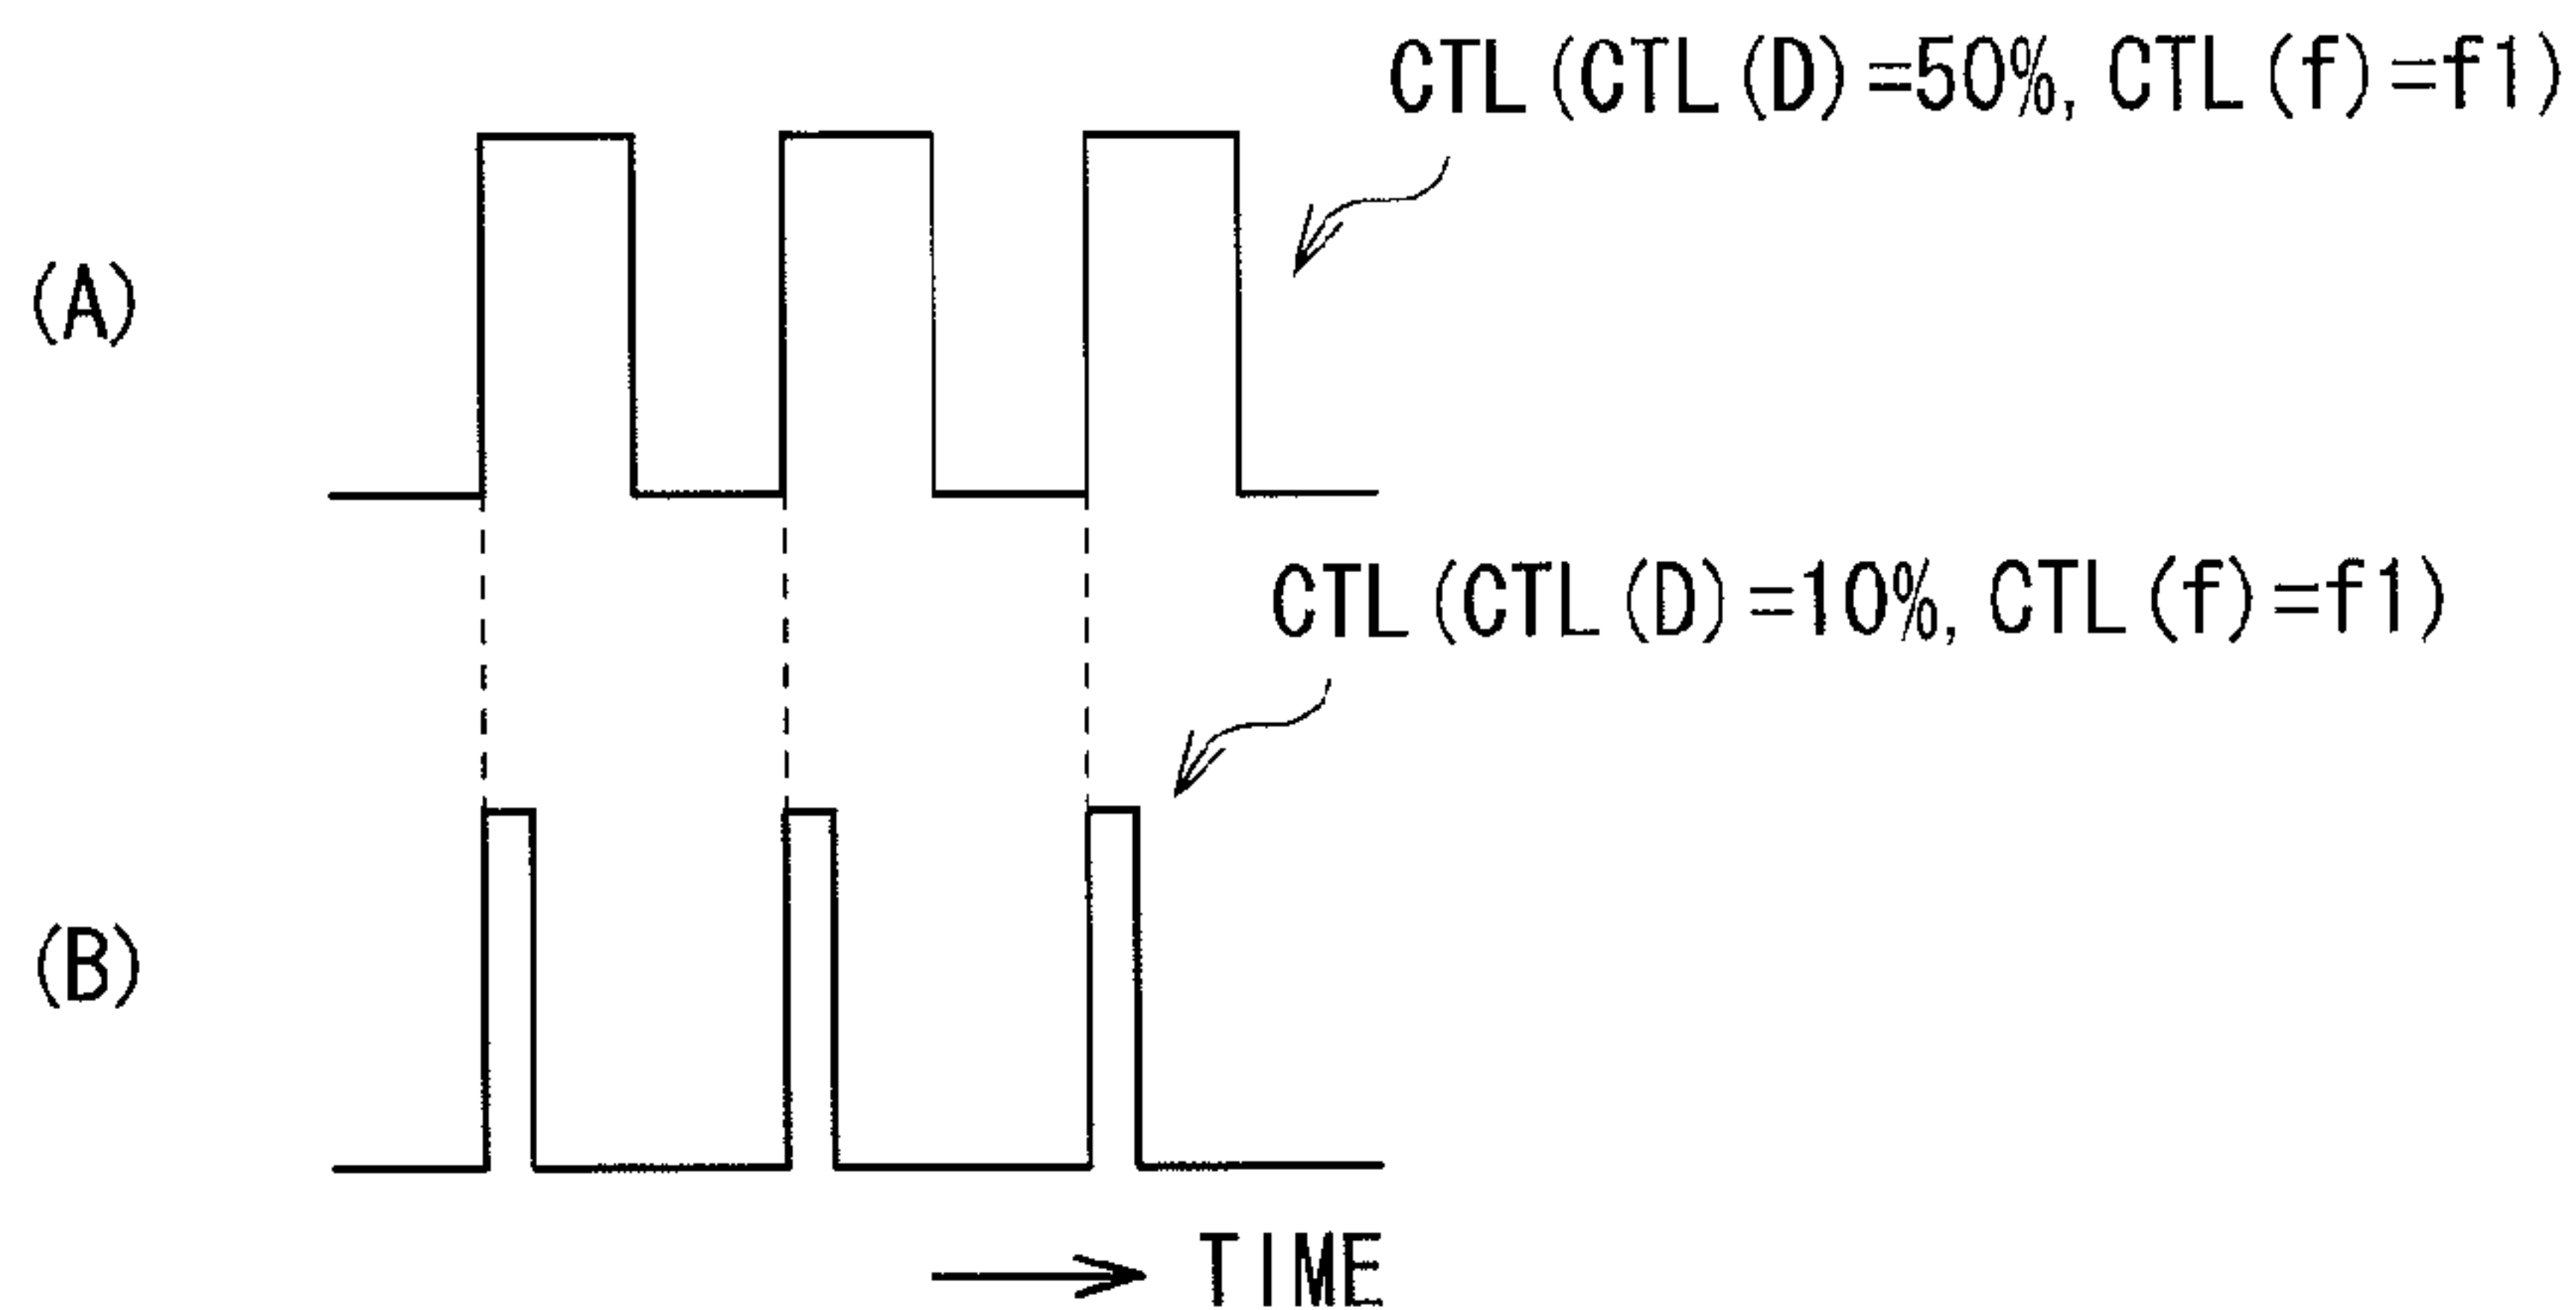 CTL(CTL(D)=50%, CTL(f)=f1)
(A)
CTL(CTL(D)=10%, CTL(f)=f1)
(B)
TIME